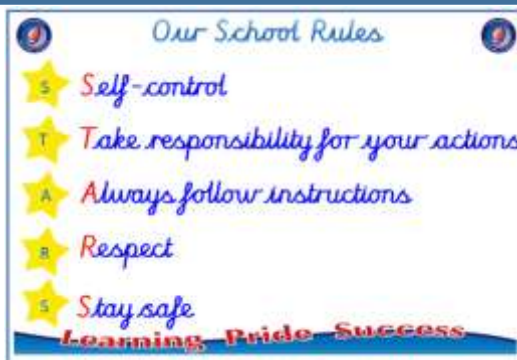 Our School Rules
S Self-control
T Take responsibility for your actions
A Always follow instructions
R Respect
S Stay safe
Learning Pride Success